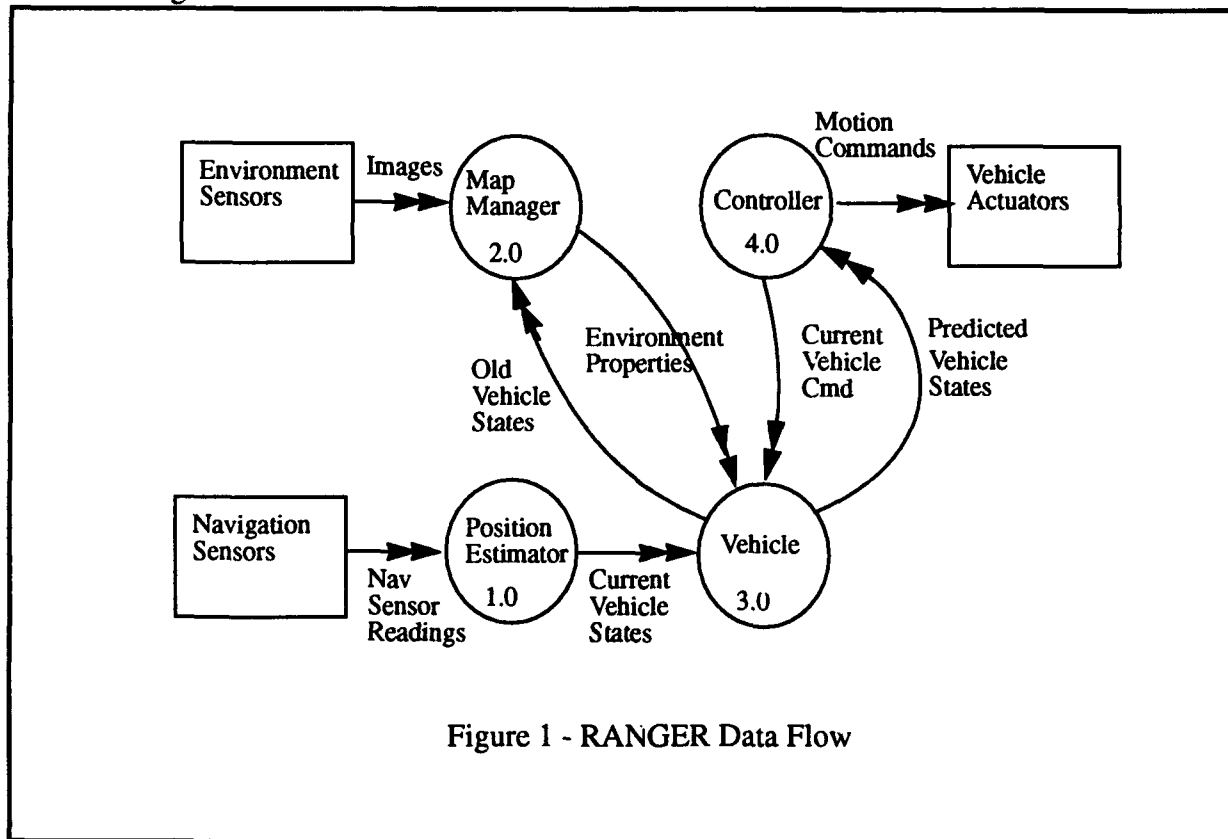 Environment
Sensors
Images
Map
Manager
2.0
Controller
4.0
Motion
Commands
Vehicle
Actuators
Old
Vehicle
States
Environment
Properties
Current
Vehicle
Cmd
Predicted
Vehicle
States
Navigation
Sensors
Nav
Sensor
Readings
Position
Estimator
1.0
Current
Vehicle
States
Vehicle
3.0
Figure 1 - RANGER Data Flow